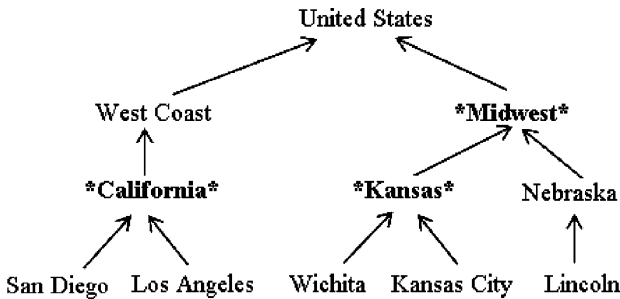 United States
West Coast
*Midwest*
*California*
*Kansas*
Nebraska
San Diego
Los Angeles
Wichita
Kansas City
Lincoln